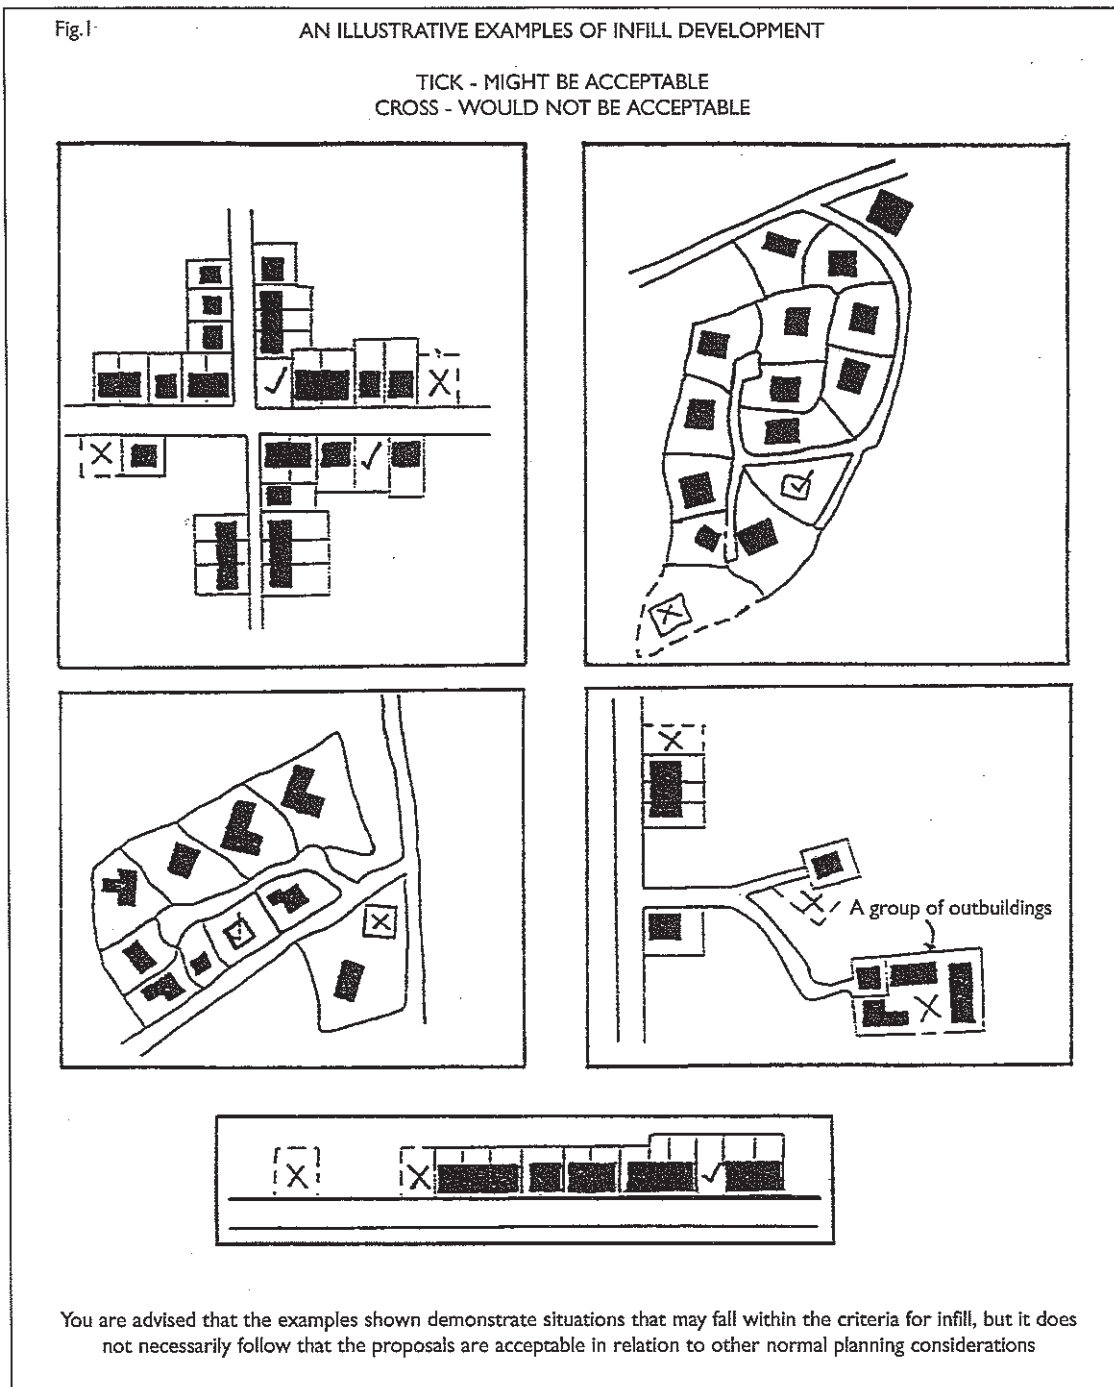 Fig.1
AN ILLUSTRATIVE EXAMPLES OF INFILL DEVELOPMENT
TICK - MIGHT BE ACCEPTABLE
CROSS - WOULD NOT BE ACCEPTABLE
A group of outbuildings
You are advised that the examples shown demonstrate situations that may fall within the criteria for infill, but it does
not necessarily follow that the proposals are acceptable in relation to other normal planning considerations